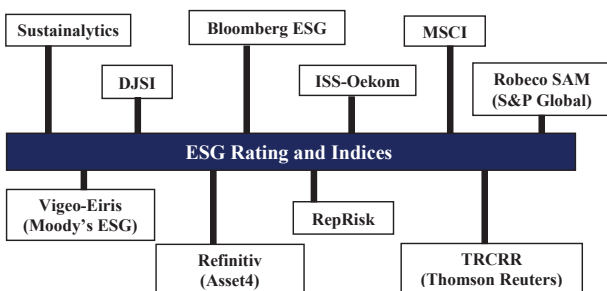 Sustainalytics
Bloomberg ESG
MSCI
DJSI
ISS-Oekom
Robeco SAM
(S&P Global)
ESG Rating and Indices
Vigeo-Eiris
(Moody's ESG)
RepRisk
Refinitiv
(Asset4)
TRCRR
(Thomson Reuters)